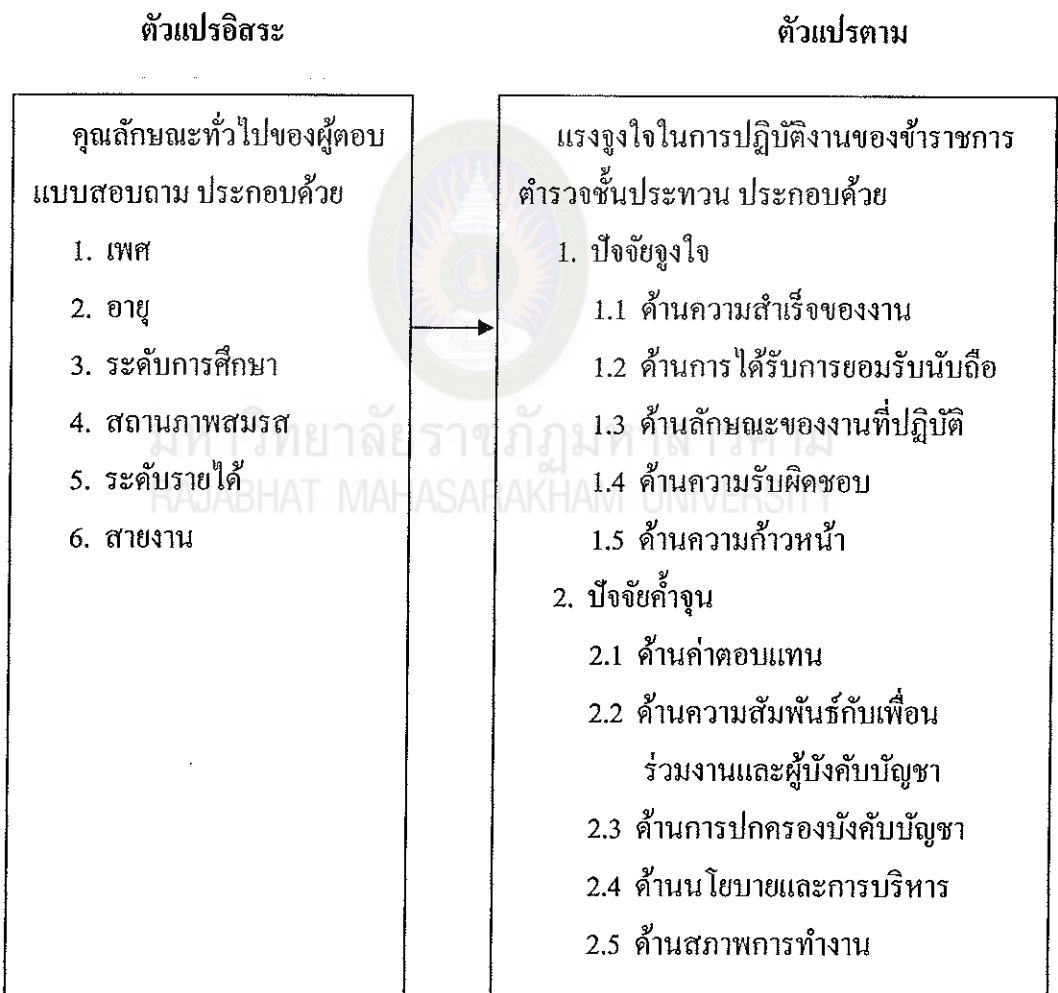 ตัวแปรอิสระ
คุณลักษณะทั่วไปของผู้ตอบ
แบบสอบถาม ประกอบด้วย
1. เพศ
2. อายุ
3. ระดับการศึกษา
4. สถานภาพสมรส
5. ระดับรายได้
6. สายงาน
ตัวแปรตาม
แรงจูงใจในการปฏิบัติงานของข้าราชการ
ตำรวจชั้นประทวน ประกอบด้วย
1. ปัจจัยจูงใจ
1.1 ด้านความสำเร็จของงาน
1.2 ด้านการได้รับการยอมรับนับถือ
1.3 ด้านลักษณะของงานที่ปฏิบัติ
1.4 ด้านความรับผิดชอบ
1.5 ด้านความก้าวหน้า
2. ปัจจัยค้ำจุน
2.1 ด้านค่าตอบแทน
2.2 ด้านความสัมพันธ์กับเพื่อน
ร่วมงานและผู้บังคับบัญชา
2.3 ด้านการปกครองบังคับบัญชา
2.4 ด้านนโยบายและการบริหาร
2.5 ด้านสภาพการทำงาน
มหาวิทยาลัยราชภัฏมหาสารคาม
RAJABHAT MAHASARAKHAM UNIVERSITY